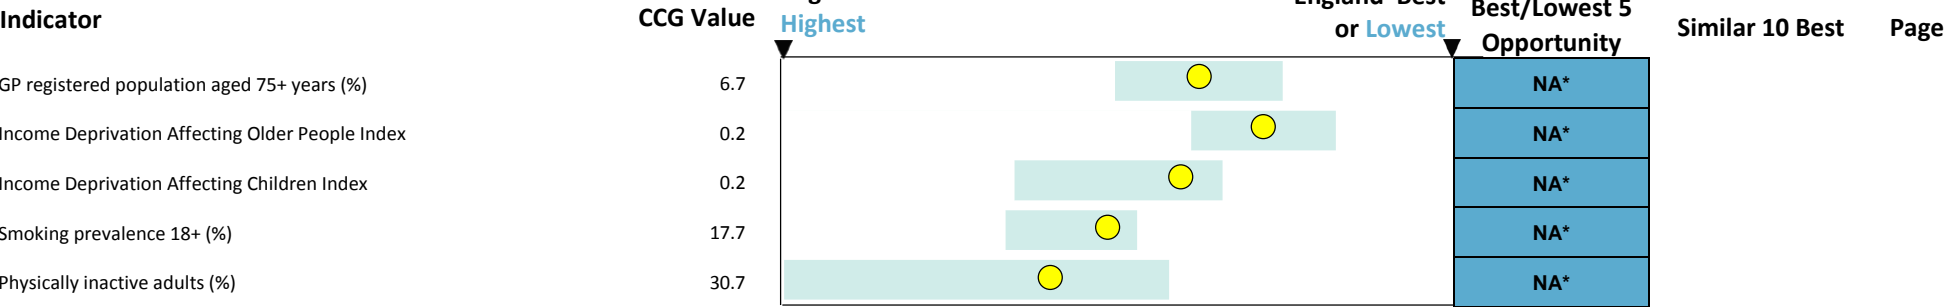 Indicator
CCG Value
Highest
England Best
or Lowest
Best/Lowest 5
Opportunity
Similar 10 Best
Page
GP registered population aged 75+ years (%) 6.7 NA*
Income Deprivation Affecting Older People Index 0.2 NA*
Income Deprivation Affecting Children Index 0.2 NA*
Smoking prevalence 18+ (%) 17.7 NA*
Physically inactive adults (%) 30.7 NA*